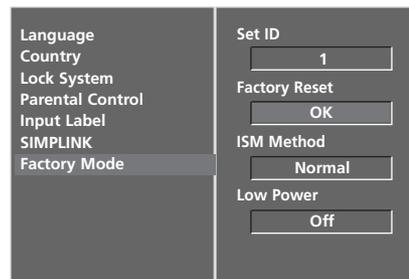 Language
Country
Lock System
Parental Control
Input Label
SIMPLINK
Factory Mode
Set ID
1
Factory Reset
OK
ISM Method
Normal
Low Power
Off